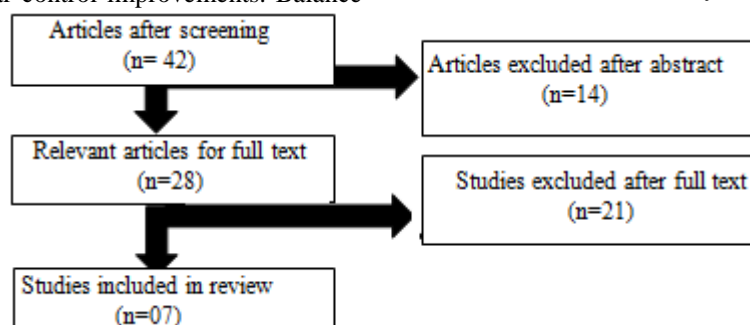 control improvements. Balance
Articles after screening
(n= 42)
Articles excluded after abstract
(n=14)
Relevant articles for full text
(n=28)
Studies excluded after full text
(n=21)
Studies included in review
(n=07)